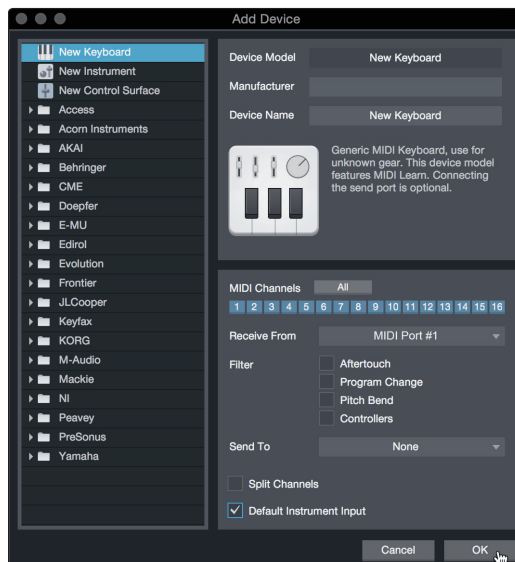 Add Device
New Keyboard
New Instrument
New Control Surface
Access
Acorn Instruments
AKAI
Behringer
CME
Doepfer
E-MU
Edirol
Evolution
Frontier
JLCooper
Keyfax
KORG
M-Audio
Mackie
NI
Peavey
PreSonus
Yamaha
Device Model New Keyboard
Manufacturer
Device Name New Keyboard
Generic MIDI Keyboard, use for
unknown gear. This device model
features MIDI Learn. Connecting
the send port is optional.
MIDI Channels All
1 2 3 4 5 6 7 8 9 10 11 12 13 14 15 16
Receive From MIDI Port #1
Filter Aftertouch
Program Change
Pitch Bend
Controllers
Send To None
Split Channels
Default Instrument Input
Cancel OK